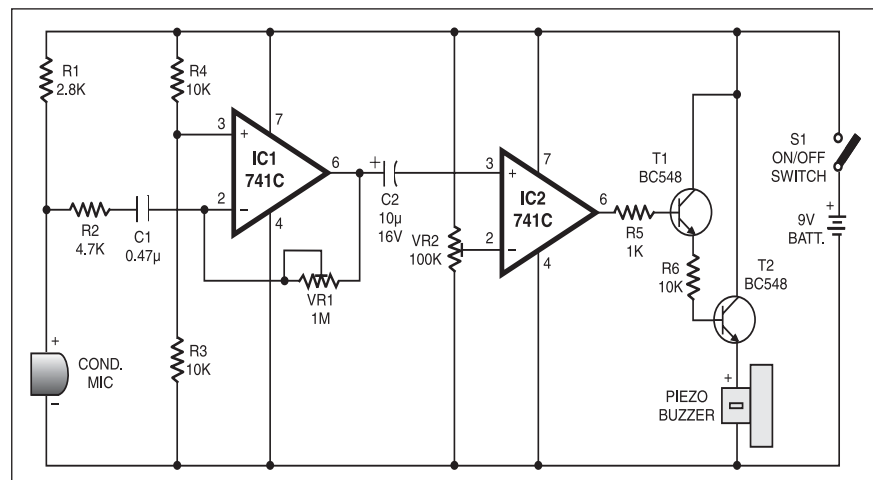 R1
2.8K
R4
10K
3
+
7
IC1
741C
6
2
−
4
R2
4.7K
C1
0.47µ
+
C2
10µ
16V
VR1
1M
R3
10K
+
COND.
MIC
−
VR2
100K
3
+
7
IC2
741C
6
2
−
4
R5
1K
T1
BC548
R6
10K
T2
BC548
+
PIEZO
BUZZER
S1
ON/OFF
SWITCH
+
9V
BATT.